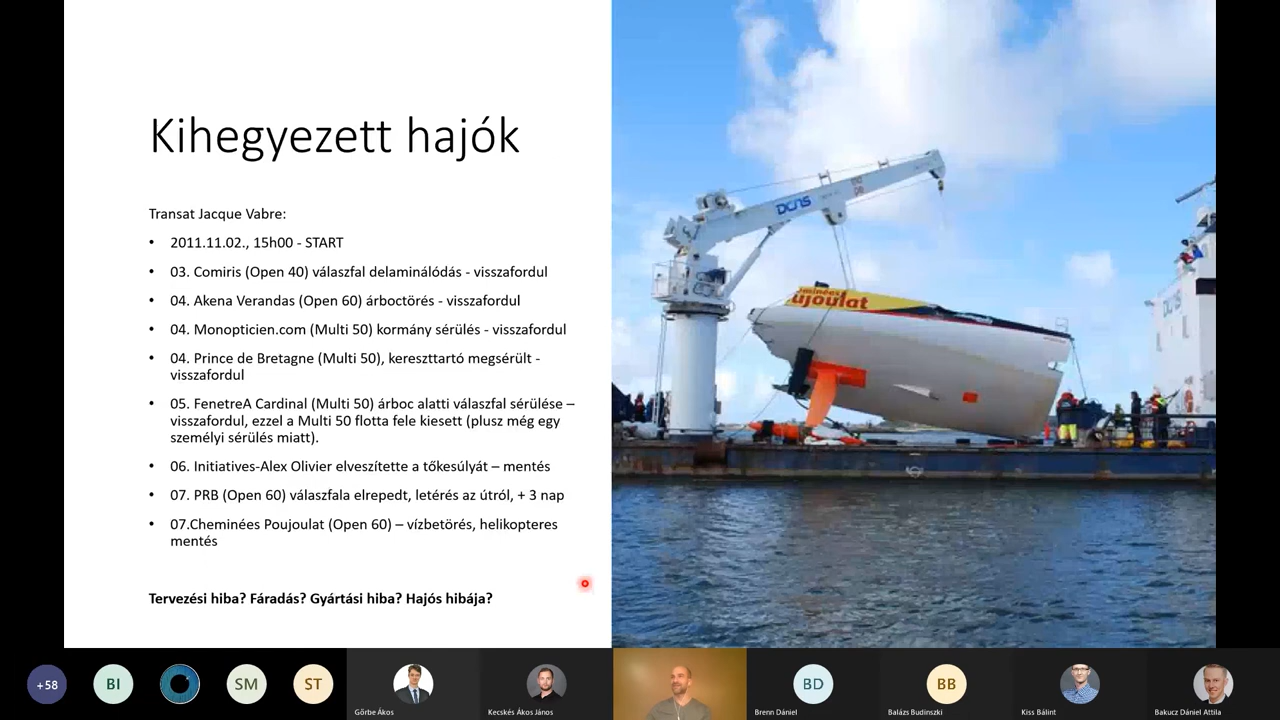 Kihegyezett hajók
Transat Jacque Vabre:
• 2011.11.02., 15h00 - START
• 03. Comiris (Open 40) válaszfal delaminálódás - visszafordul
• 04. Akena Verandas (Open 60) árboctörés - visszafordul
• 04. Monopticien.com (Multi 50) kormány sérülés - visszafordul
• 04. Prince de Bretagne (Multi 50), kereszttartó megsérült -
visszafordul
• 05. FenetreA Cardinal (Multi 50) árboc alatti válaszfal sérülése –
visszafordul, ezzel a Multi 50 flotta fele kiesett (plusz még egy
személyi sérülés miatt).
• 06. Initiatives-Alex Olivier elveszítette a tőkesúlyát – mentés
• 07. PRB (Open 60) válaszfala elrepedt, letérés az útról, + 3 nap
• 07.Cheminées Poujoulat (Open 60) – vízbetörés, helikopteres
mentés
Tervezési hiba? Fáradás? Gyártási hiba? Hajós hibája?
DCNS
ujoulat
+58
BI
SM
ST
Gőrbe Ákos
Kecskés Ákos János
BD
Brenn Dániel
BB
Balázs Budinszki
Kiss Bálint
Bakucz Dániel Attila